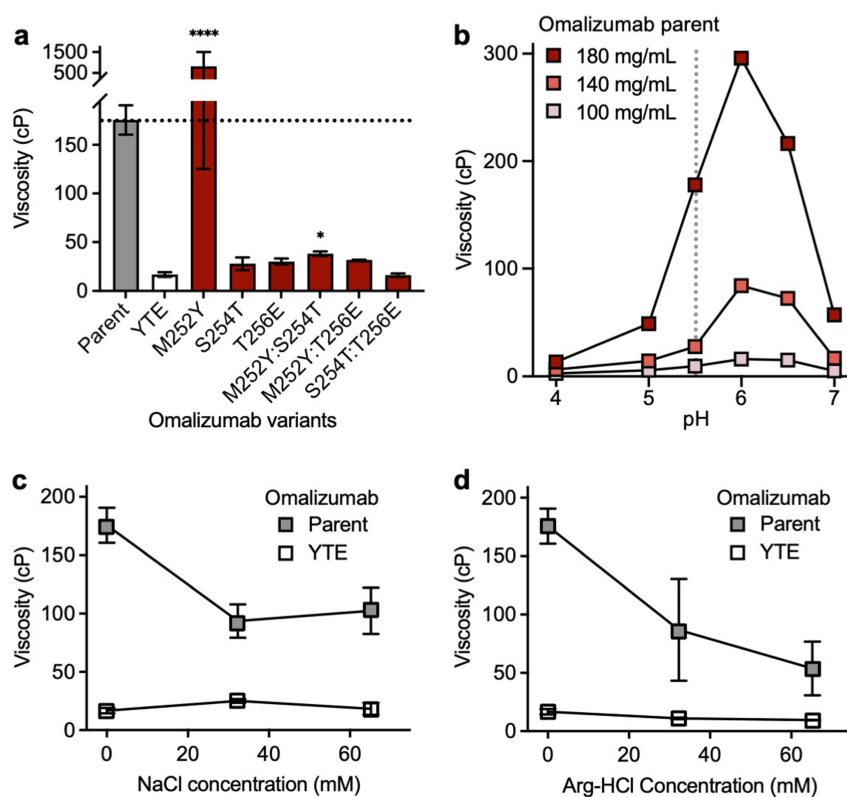 a
****
1500
500
150
100
50
0
Viscosity (cP)
*
Parent
YTE
M252Y
S254T
T256E
M252Y:S254T
M252Y:T256E
S254T:T256E
Omalizumab variants
b
Omalizumab parent
180 mg/mL
140 mg/mL
100 mg/mL
300
200
100
0
Viscosity (cP)
4
5
6
7
pH
c
Omalizumab
Parent
YTE
200
150
100
50
0
Viscosity (cP)
0
20
40
60
NaCl concentration (mM)
d
Omalizumab
Parent
YTE
200
150
100
50
0
Viscosity (cP)
0
20
40
60
Arg-HCl Concentration (mM)